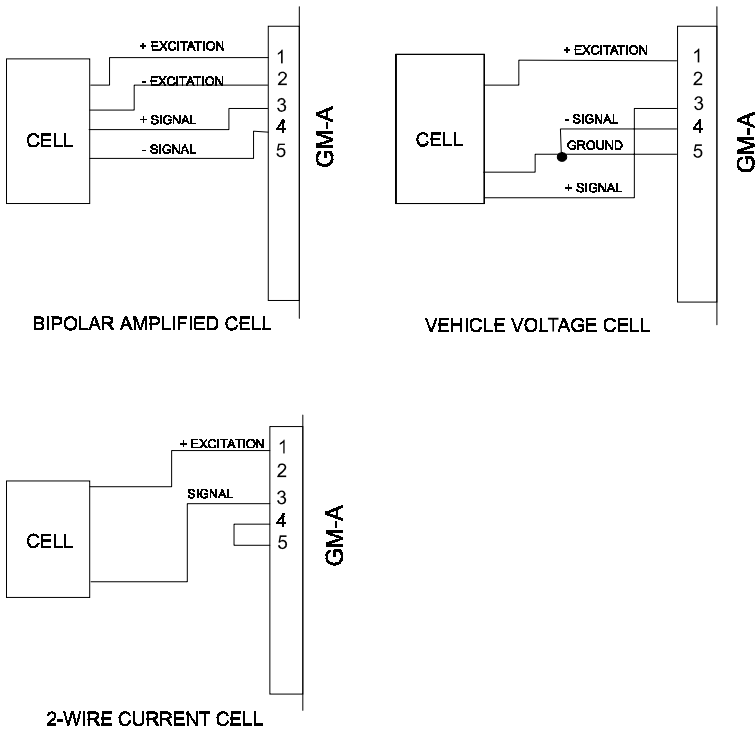 + EXCITATION
1
- EXCITATION
2
3
+ SIGNAL
4
- SIGNAL
5
CELL
GM-A
BIPOLAR AMPLIFIED CELL
+ EXCITATION
1
2
3
- SIGNAL
4
GROUND
5
CELL
+ SIGNAL
GM-A
VEHICLE VOLTAGE CELL
+ EXCITATION
1
2
SIGNAL
3
4
5
CELL
GM-A
2-WIRE CURRENT CELL